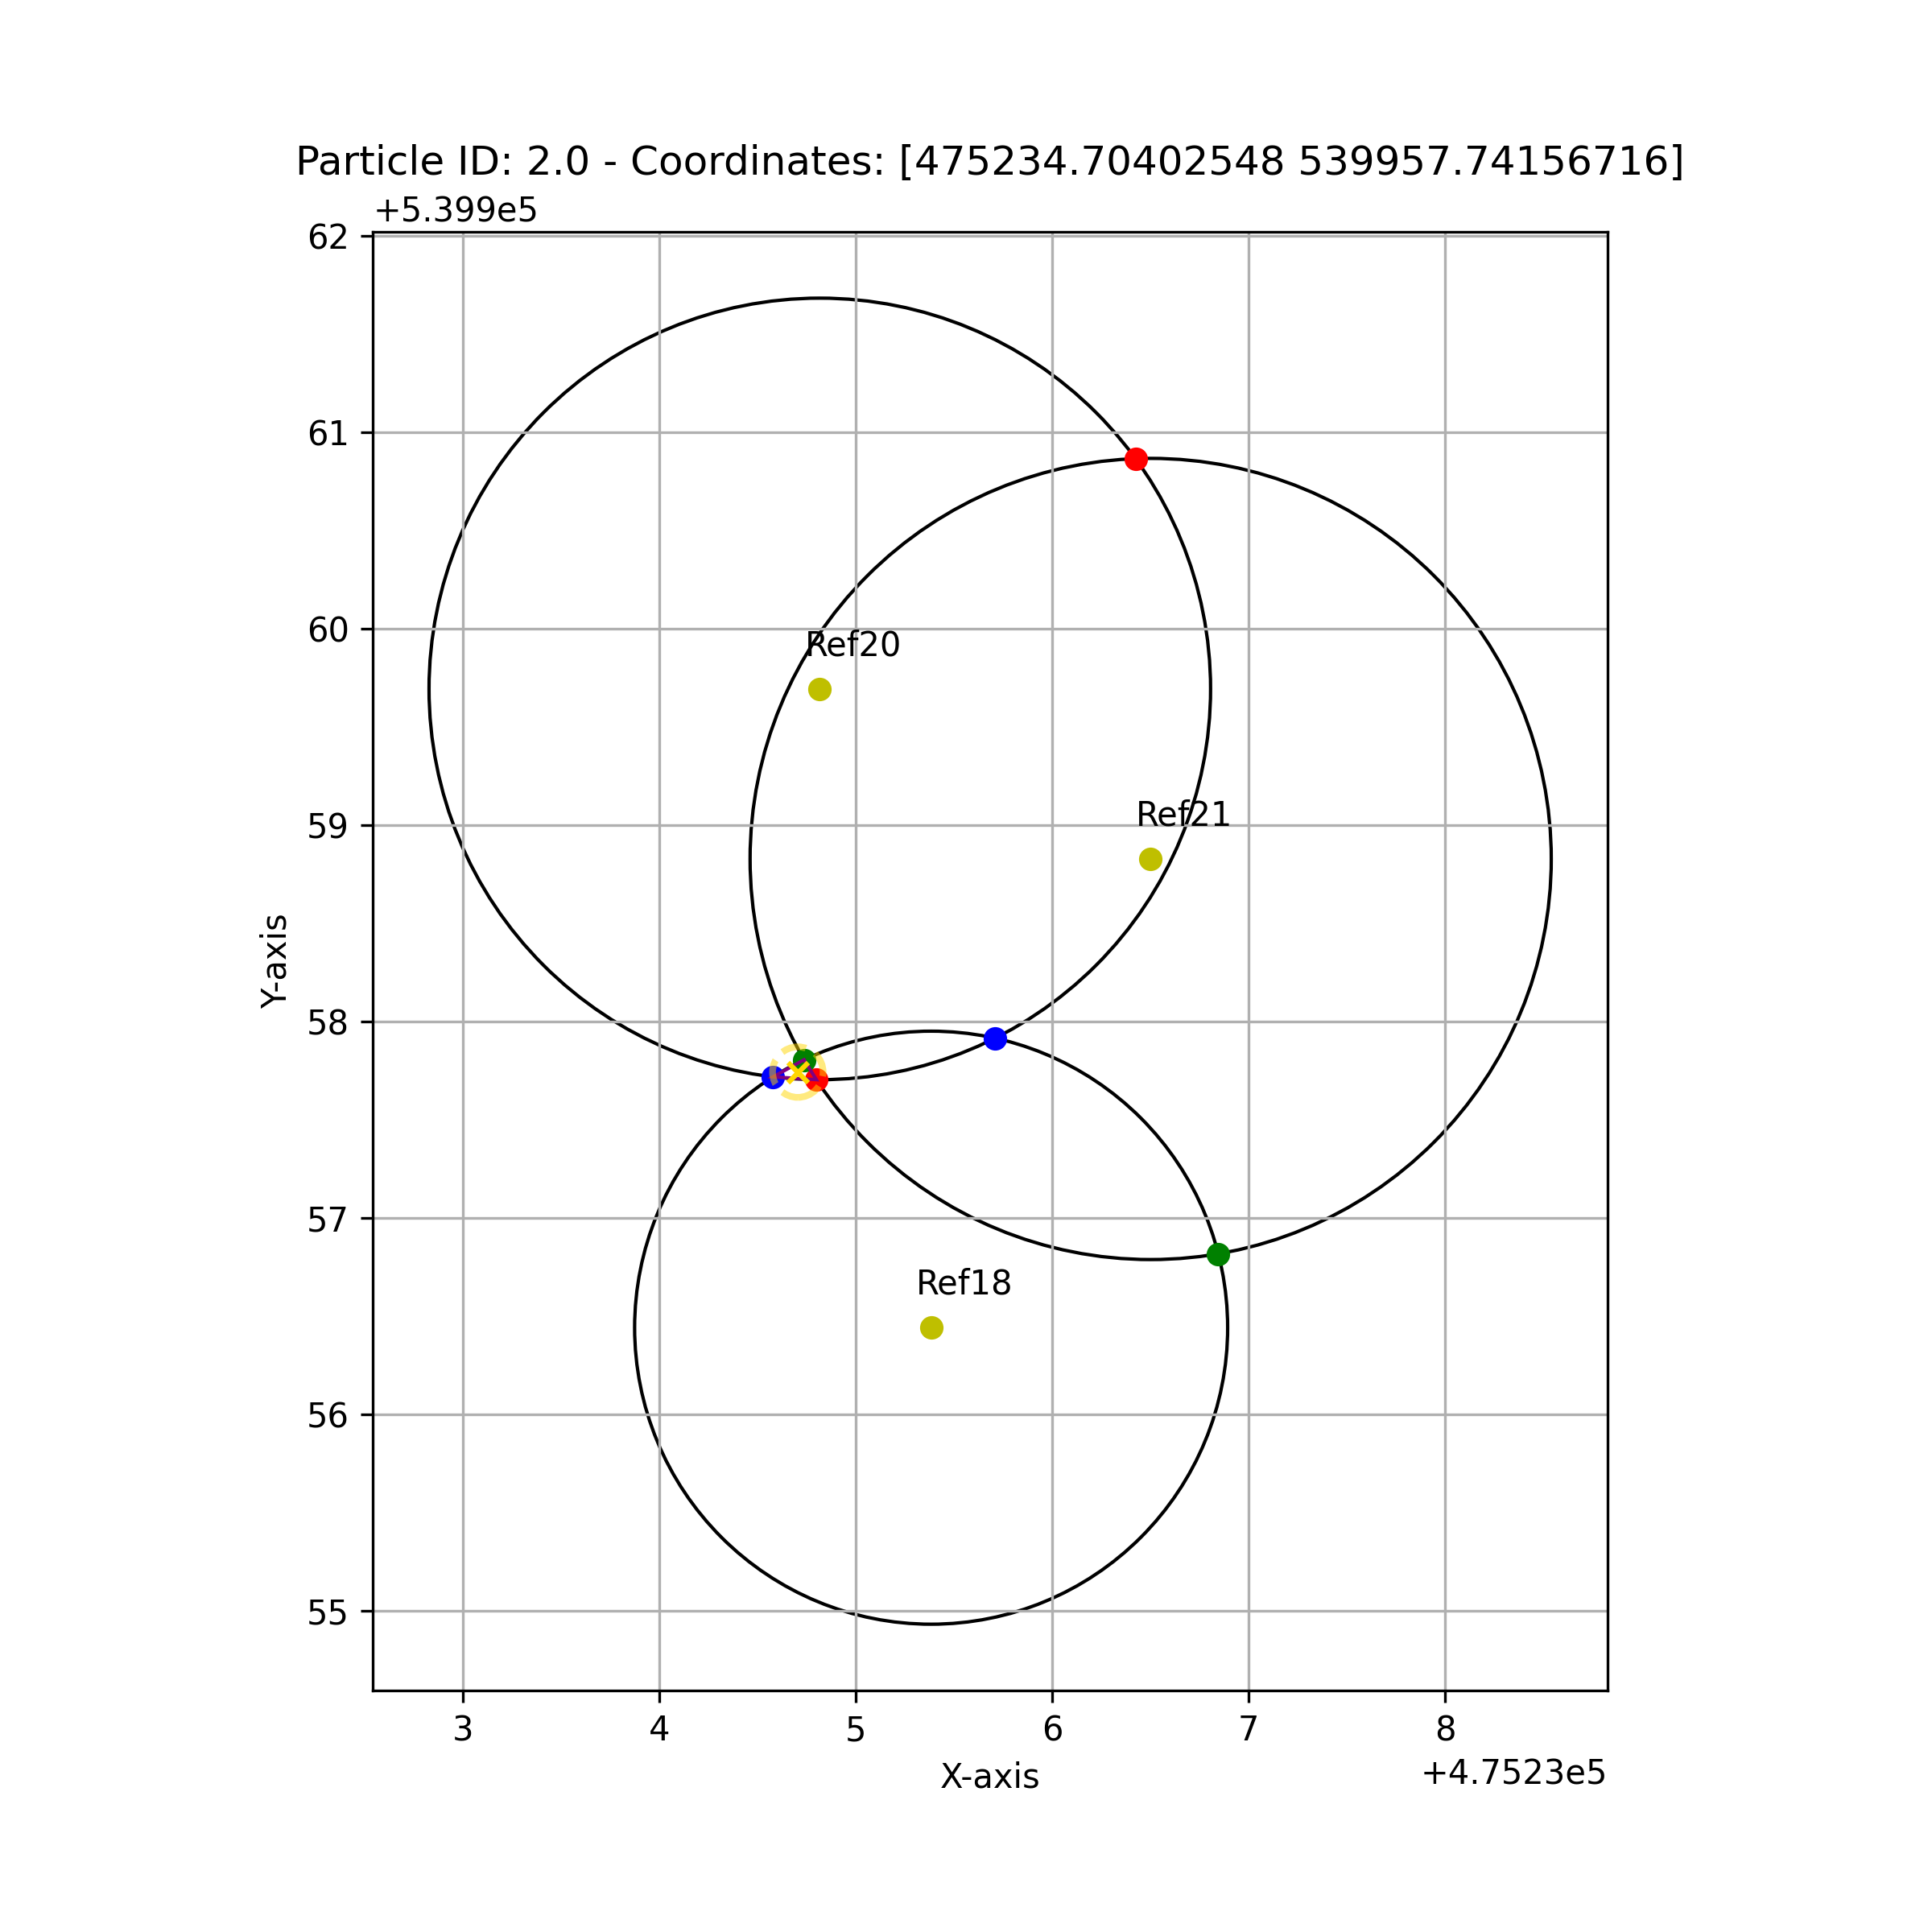 Particle ID: 2.0 - Coordinates: [475234.70402548 539957.74156716]
+5.399e5
62
61
60
59
58
57
56
55
Y-axis
Ref20
Ref21
Ref18
3 4 5 6 7 8
X-axis
+4.7523e5